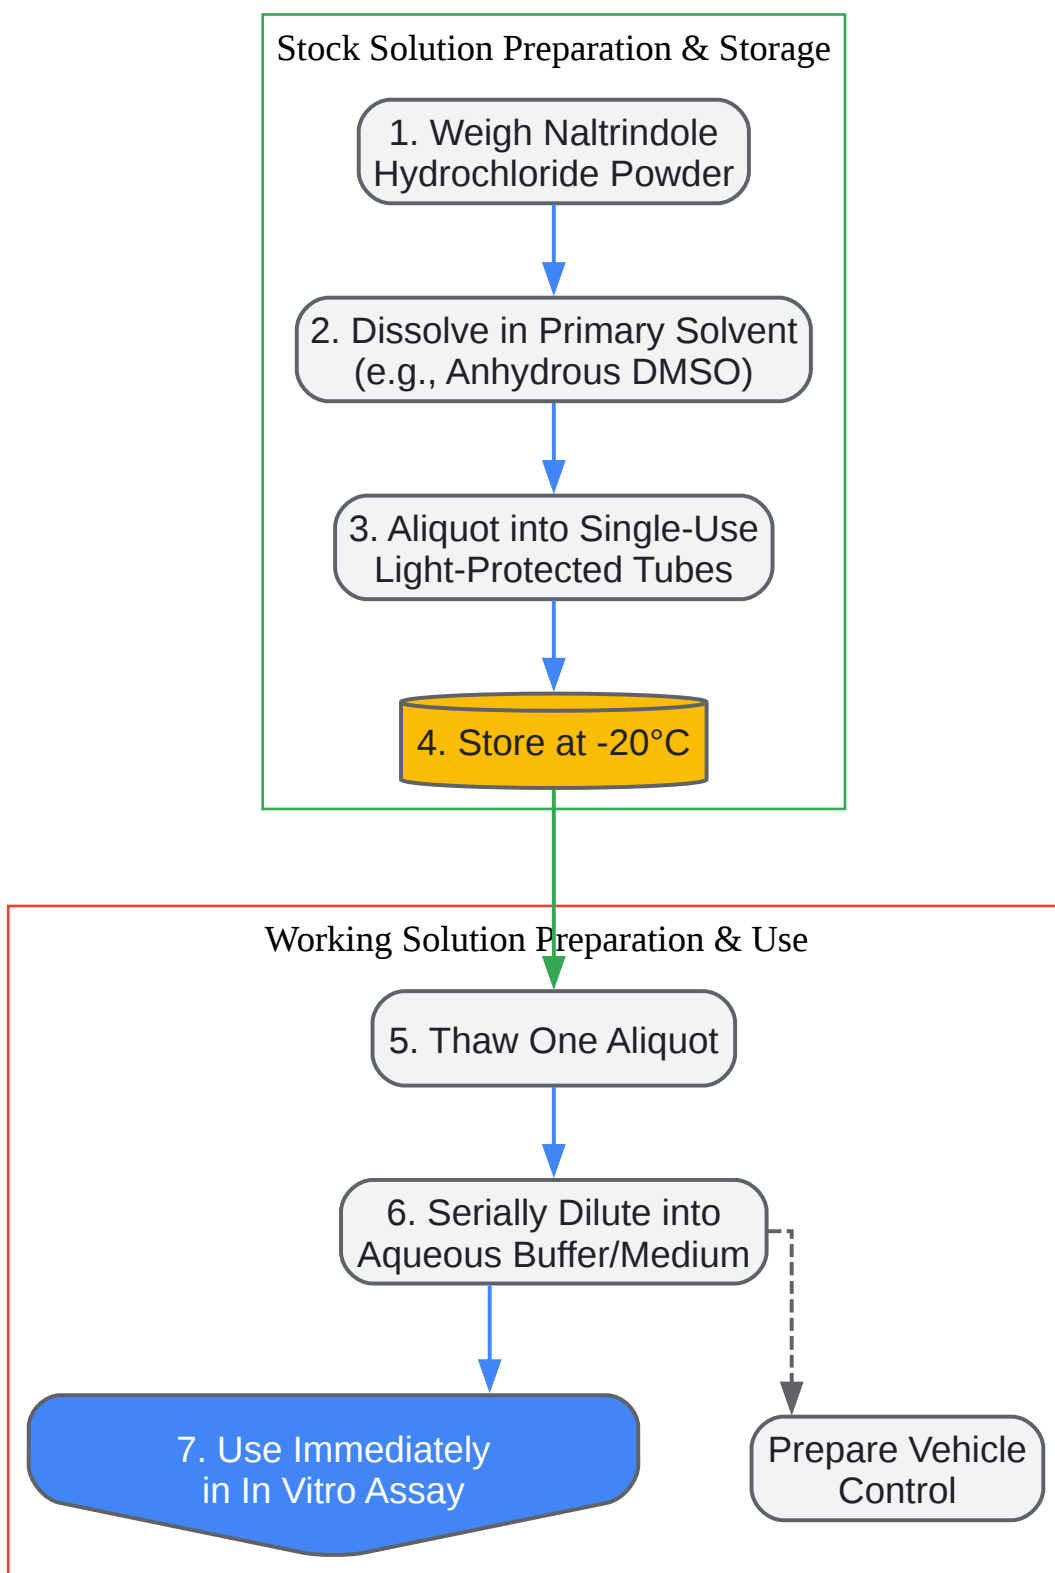 Stock Solution Preparation & Storage
1. Weigh Naltrindole
Hydrochloride Powder
2. Dissolve in Primary Solvent
(e.g., Anhydrous DMSO)
3. Aliquot into Single-Use
Light-Protected Tubes
4. Store at -20°C
Working Solution Preparation & Use
5. Thaw One Aliquot
6. Serially Dilute into
Aqueous Buffer/Medium
7. Use Immediately
in In Vitro Assay
Prepare Vehicle
Control